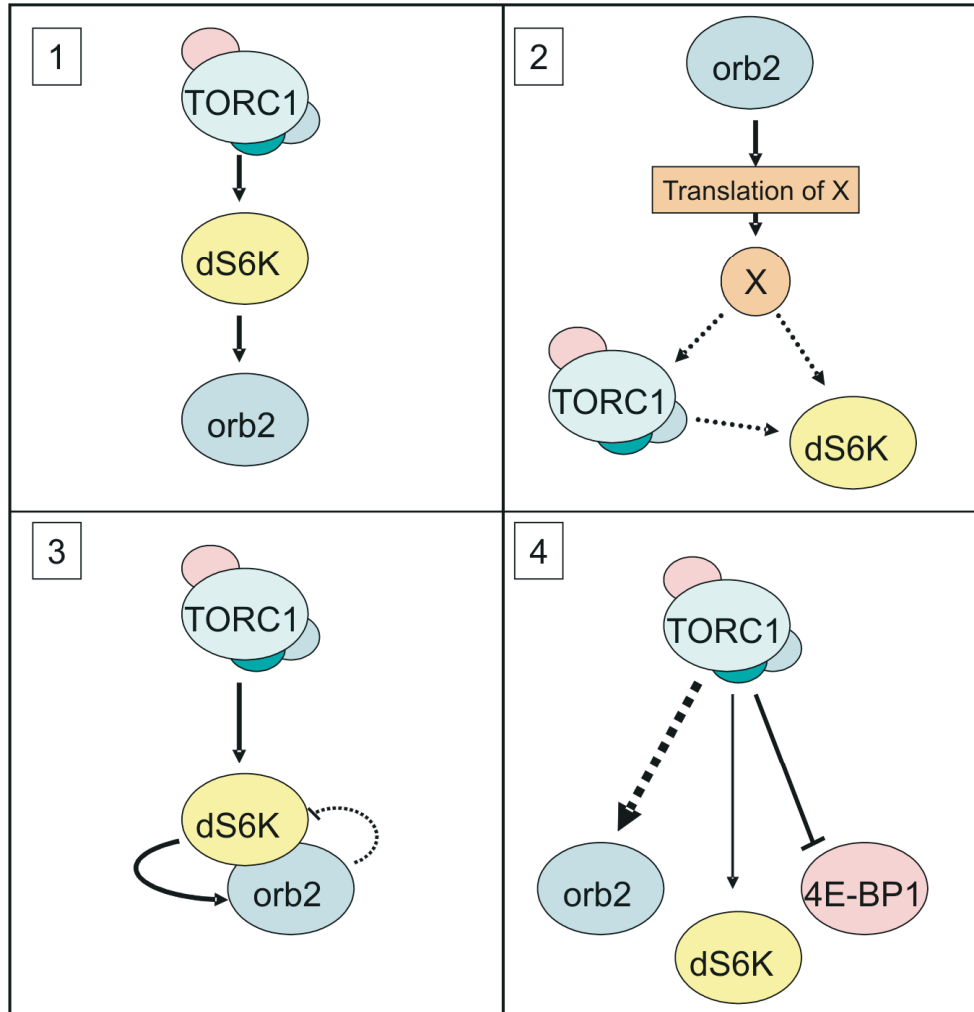 1
TORC1
dS6K
orb2
2
orb2
Translation of X
X
TORC1
dS6K
3
TORC1
dS6K
orb2
4
TORC1
orb2
4E-BP1
dS6K